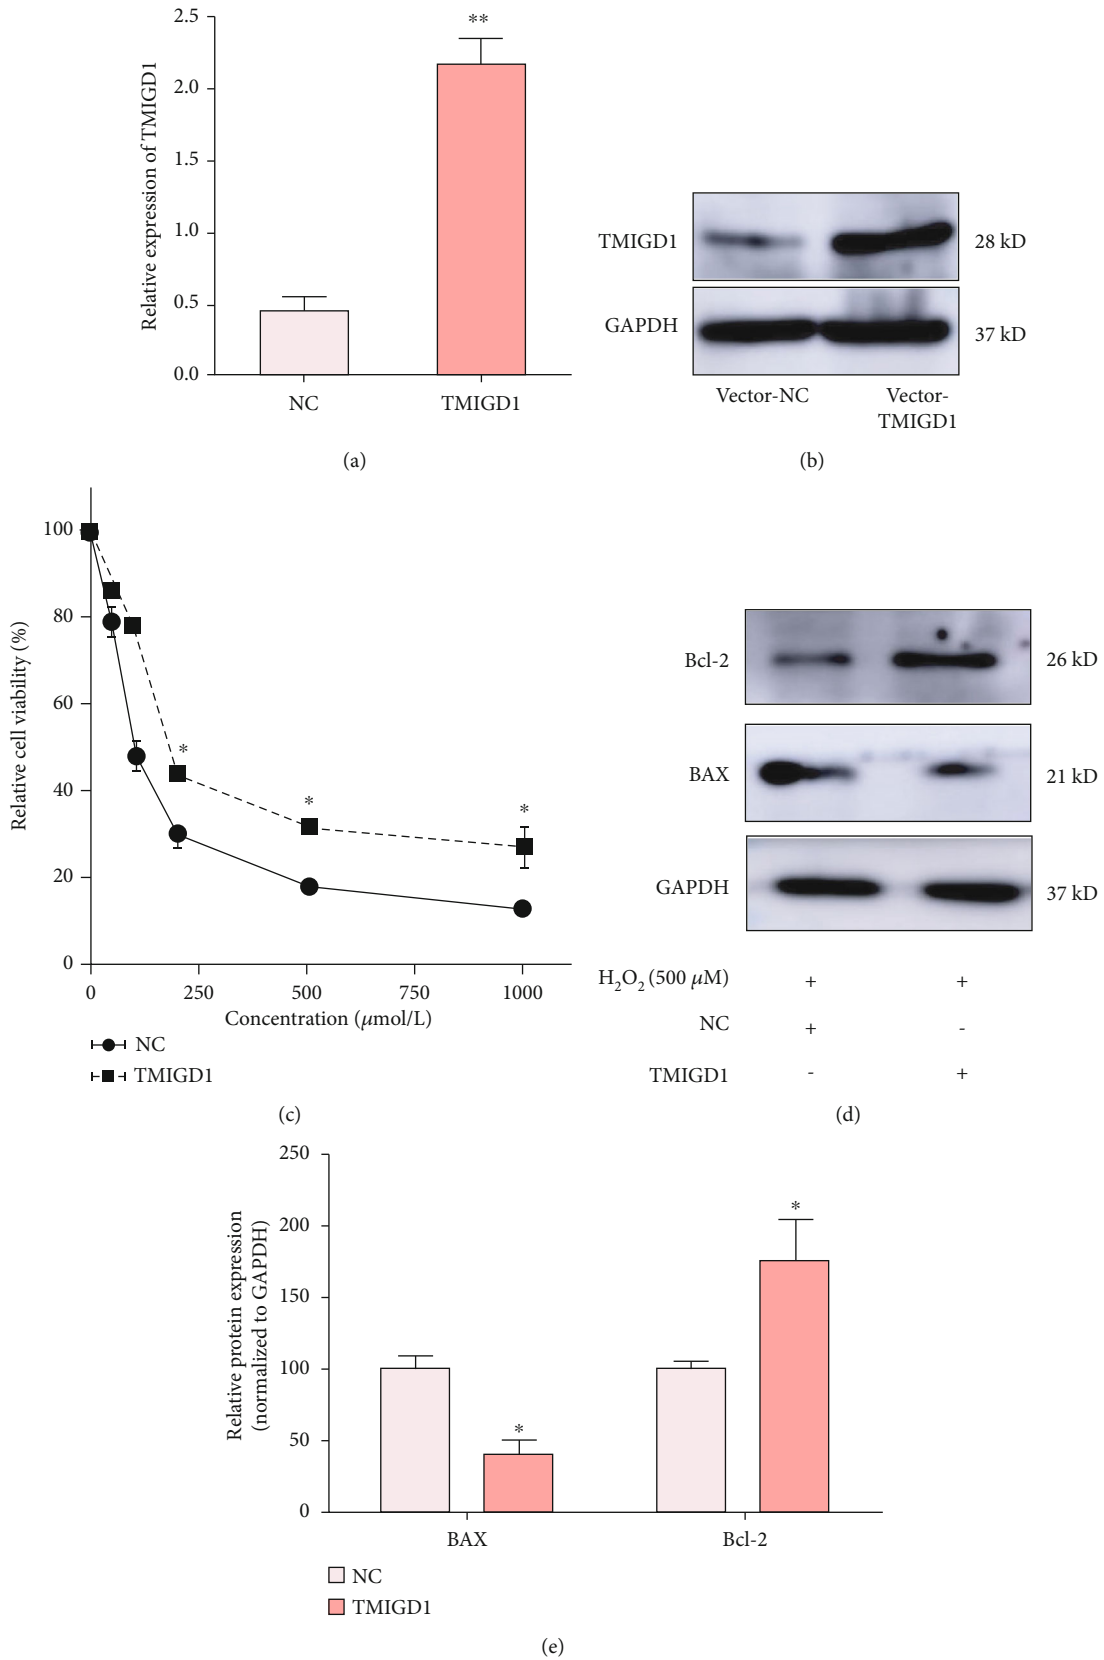 2.5
2.0
1.5
1.0
0.5
0.0
Relative expression of TMIGD1
**
NC
TMIGD1
(a)
TMIGD1
28 kD
GAPDH
37 kD
Vector-NC
Vector-
TMIGD1
(b)
100
80
60
40
20
0
Relative cell viability (%)
*
*
*
0
250
500
750
1000
Concentration (μmol/L)
NC
TMIGD1
(c)
Bcl-2
26 kD
BAX
21 kD
GAPDH
37 kD
H₂O₂ (500 μM)
+
+
NC
+
-
TMIGD1
-
+
(d)
250
200
150
100
50
0
Relative protein expression
(normalized to GAPDH)
*
*
BAX
Bcl-2
NC
TMIGD1
(e)